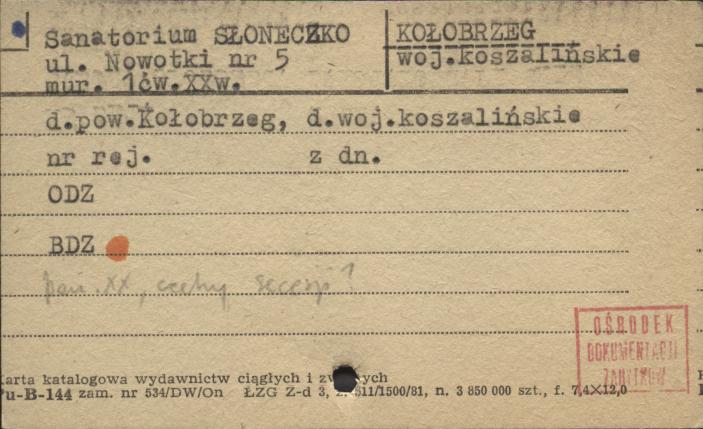 Sanatorium SŁONECZKO
ul. Nowotki nr 5
mur. 1ćw.XXw.
KOŁOBRZEG
woj.koszalińskie
d.pow.Kołobrzeg, d.woj.koszalińskie
nr rej. z dn.
ODZ
BDZ
XX, cechy secesji?
OŚRODEK
DOKUMENTACJI
ZABYTKÓW
Karta katalogowa wydawnictw ciągłych i
Pu-B-144 zam. nr 534/DW/On ŁZG Z-d 3, z. 511/1500/81, n. 3 850 000 szt., f. 7,4×12,0